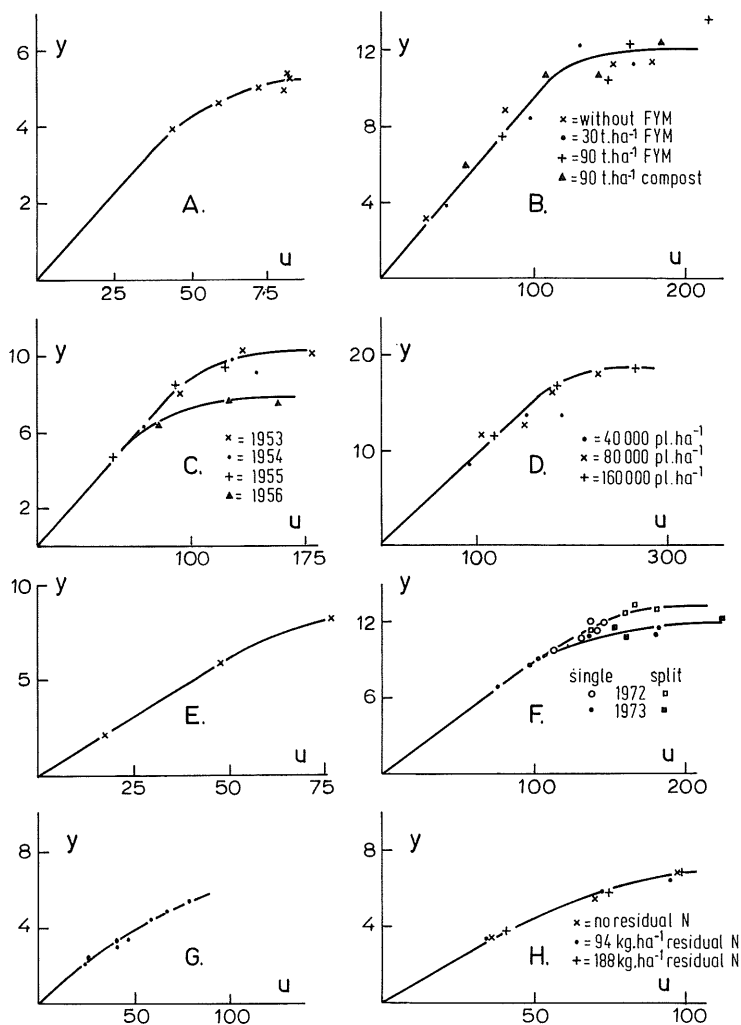 6
y
4
2
A.
u
25
50
75
12
y
8
4
× =without FYM
• =30t.ha⁻¹ FYM
+ =90 t.ha⁻¹ FYM
▲ =90 t.ha⁻¹ compost
B.
u
100
200
10
y
6
2
C.
× = 1953
• = 1954
+ = 1955
▲ = 1956
u
100
175
20
y
10
D.
• =40 000 pl.ha⁻¹
× =80 000 pl.ha⁻¹
+ =160 000 pl.ha⁻¹
u
100
300
10
y
5
E.
u
25
50
75
12
y
6
F.
single split
○ 1972 □
• 1973 ■
u
100
200
8
y
4
G.
u
50
100
8
y
4
H.
× =no residual N
• =94 kg.ha⁻¹ residual N
+ =188kg.ha⁻¹ residual N
u
50
100